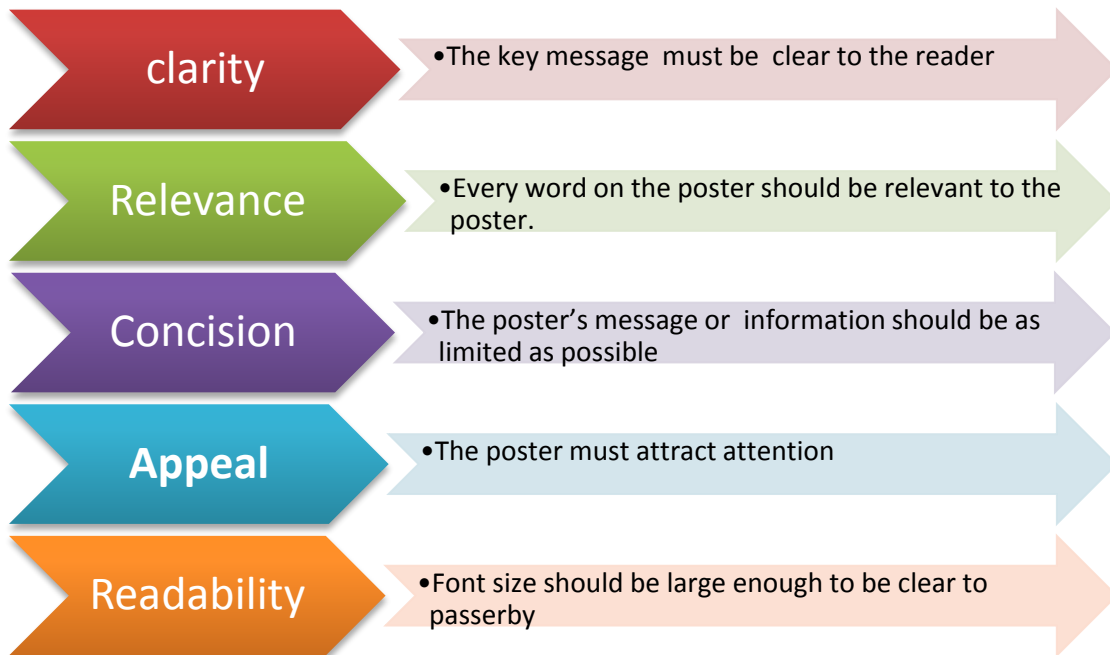 clarity
•The key message  must be  clear to the reader
Relevance
•Every word on the poster should be relevant to the
poster.
Concision
•The poster’s message or  information should be as
limited as possible
Appeal
•The poster must attract attention
Readability
•Font size should be large enough to be clear to
passerby